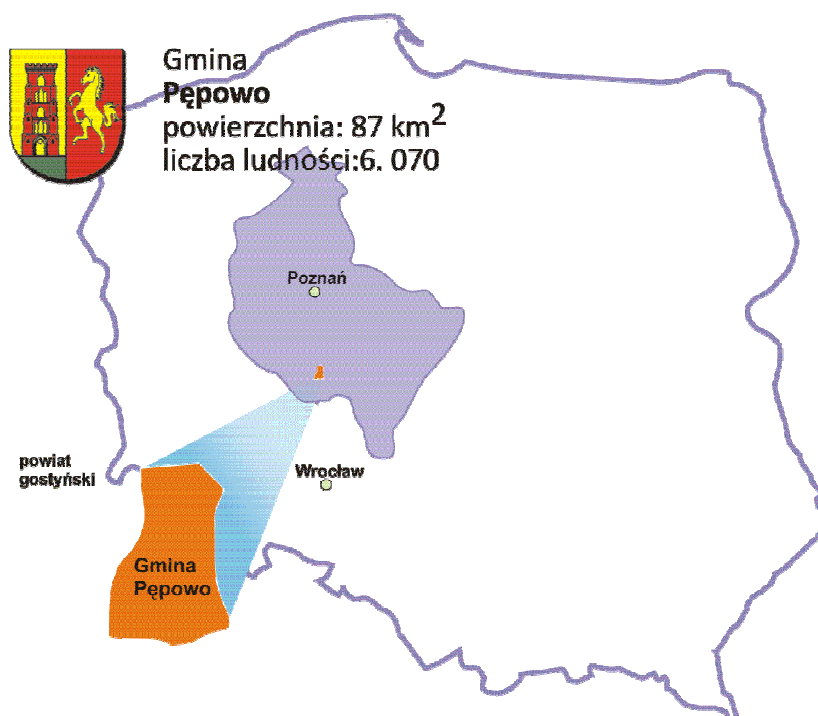 Gmina
Pępowo
powierzchnia: 87 km²
liczba ludności:6. 070
Poznań
powiat
gostyński
Wrocław
Gmina
Pępowo